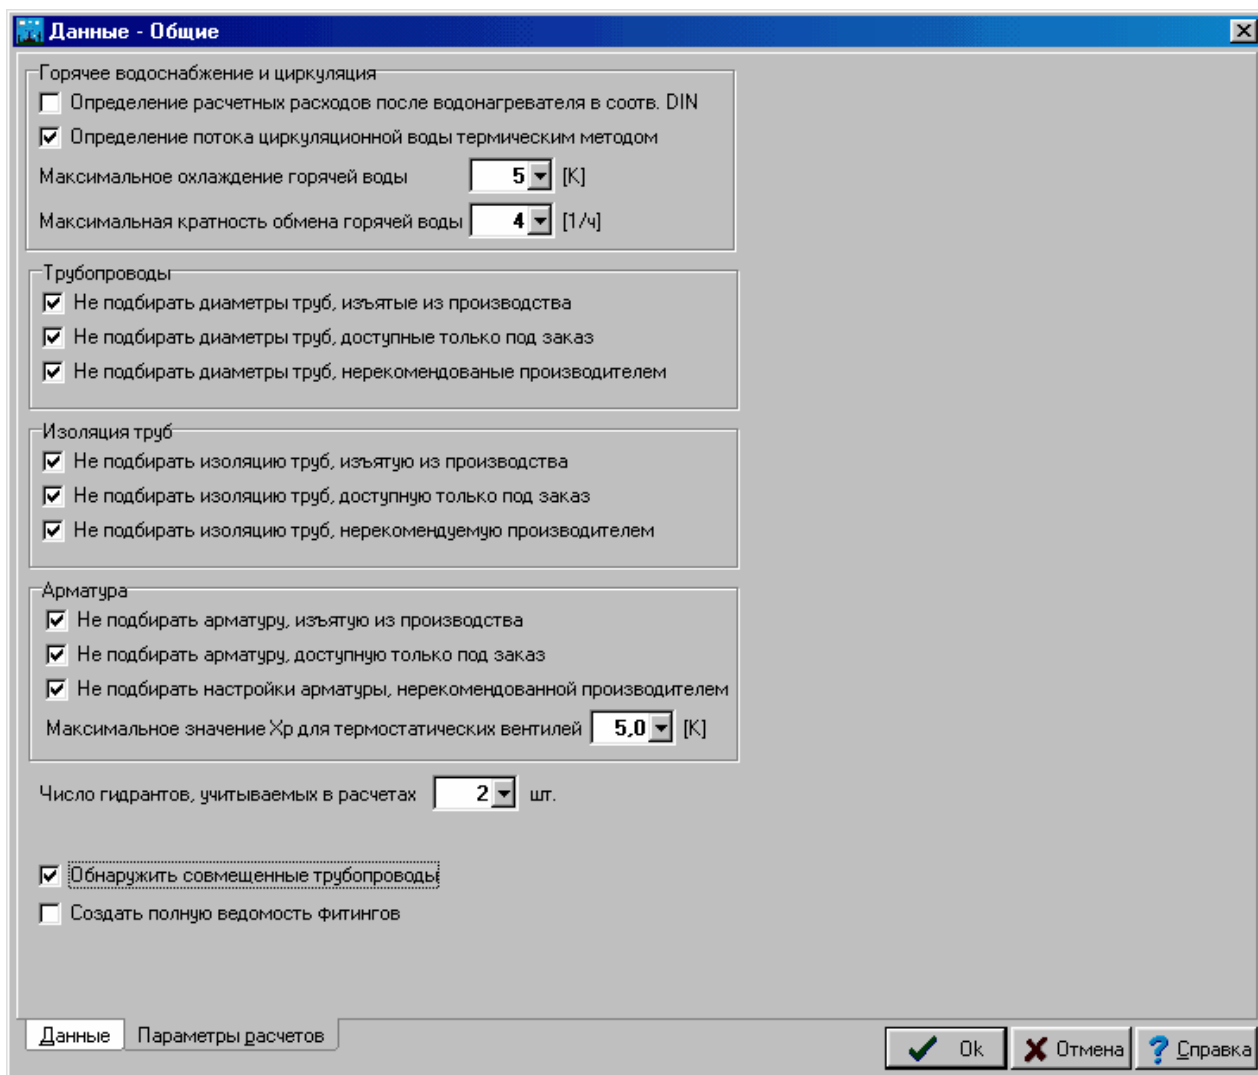 Данные - Общие
Горячее водоснабжение и циркуляция
Определение расчетных расходов после водонагревателя в соотв. DIN
Определение потока циркуляционной воды термическим методом
Максимальное охлаждение горячей воды 5 [K]
Максимальная кратность обмена горячей воды 4 [1/ч]
Трубопроводы
Не подбирать диаметры труб, изъятые из производства
Не подбирать диаметры труб, доступные только под заказ
Не подбирать диаметры труб, нерекомендованые производителем
Изоляция труб
Не подбирать изоляцию труб, изъятую из производства
Не подбирать изоляцию труб, доступную только под заказ
Не подбирать изоляцию труб, нерекомендуемую производителем
Арматура
Не подбирать арматуру, изъятую из производства
Не подбирать арматуру, доступную только под заказ
Не подбирать настройки арматуры, нерекомендованной производителем
Максимальное значение Xp для термостатических вентилей 5,0 [K]
Число гидрантов, учитываемых в расчетах 2 шт.
Обнаружить совмещенные трубопроводы
Создать полную ведомость фитингов
Данные Параметры расчетов
Ok Отмена Справка